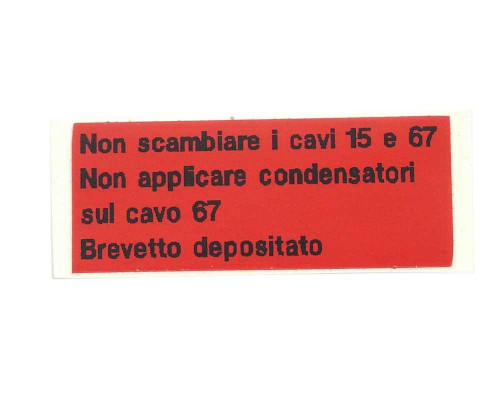 Non scambiare i cavi 15 e 67
Non applicare condensatori
sul cavo 67
Brevetto depositato